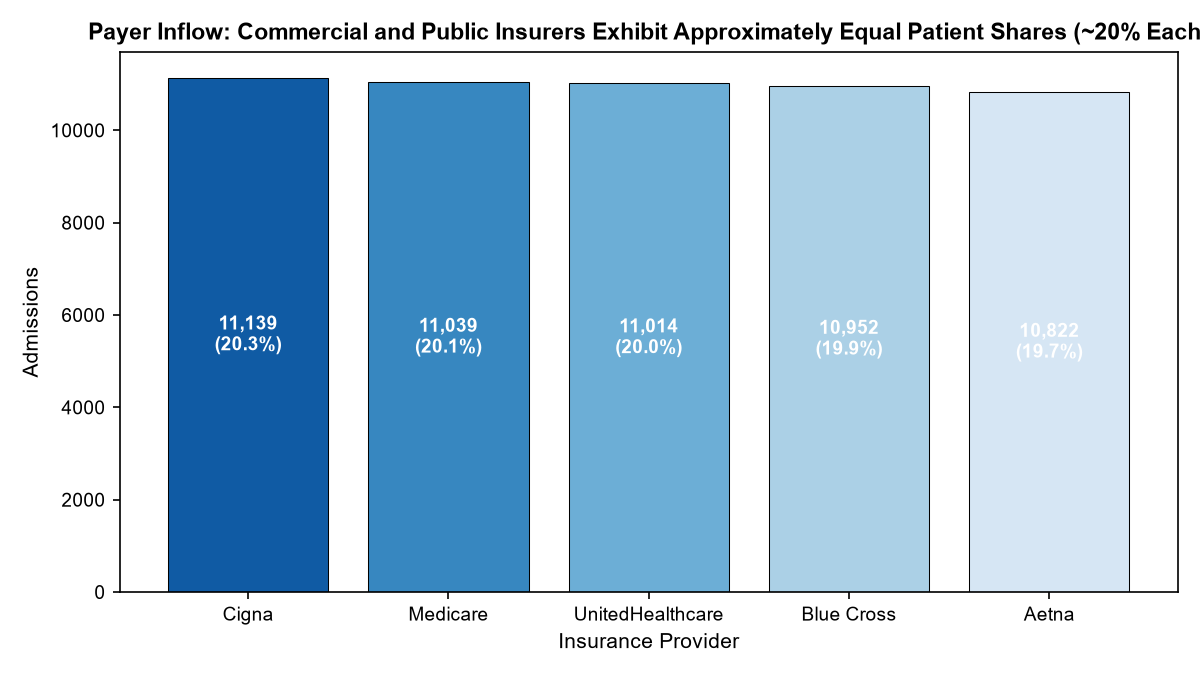 Payer Inflow: Commercial and Public Insurers Exhibit Approximately Equal Patient Shares (~20% Each
Admissions
10000
8000
6000
4000
2000
0
11,139
(20.3%)
11,039
(20.1%)
11,014
(20.0%)
10,952
(19.9%)
10,822
(19.7%)
Cigna
Medicare
UnitedHealthcare
Blue Cross
Aetna
Insurance Provider